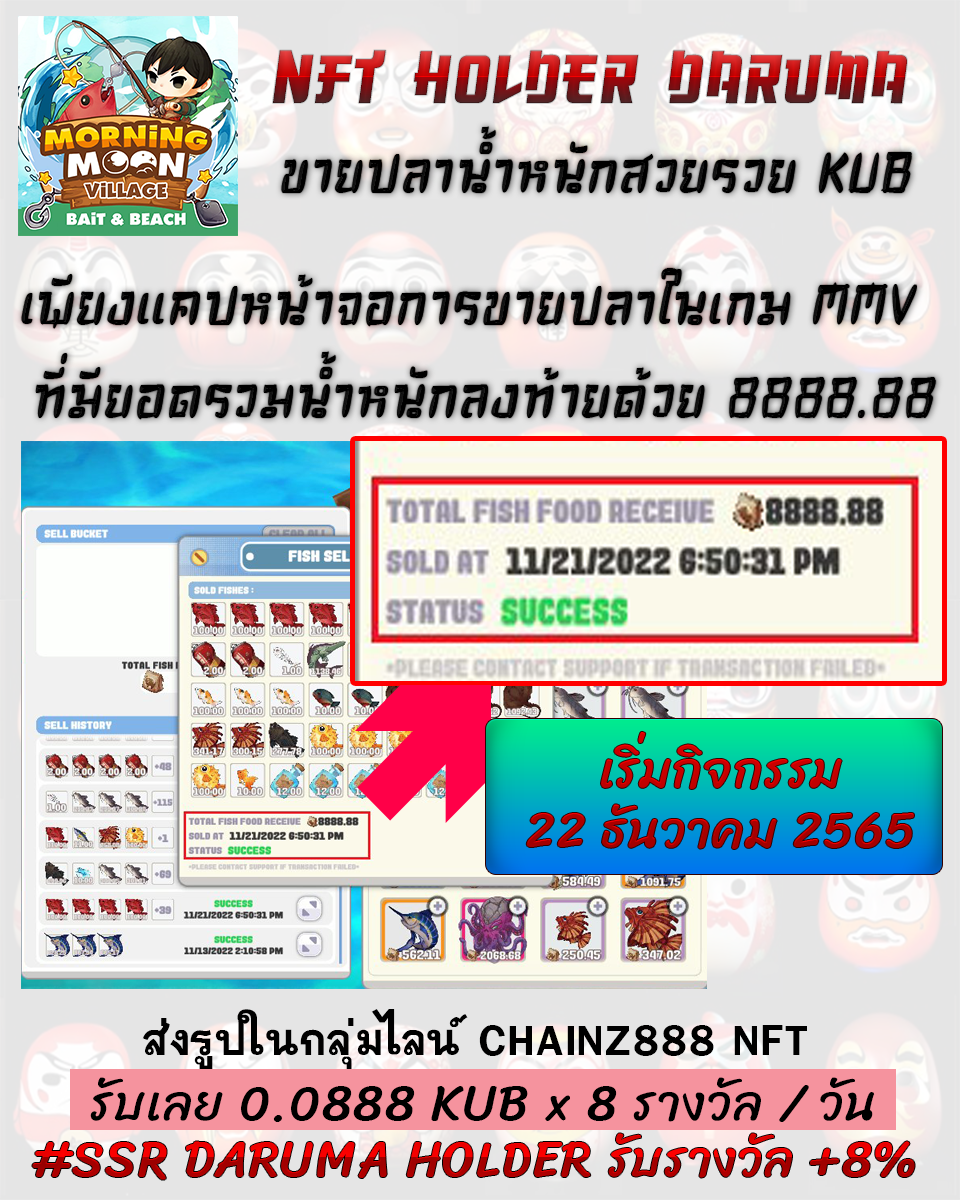 MORNiNG
MOON
ViLLAGE
BAiT & BEACH
NFT HOLDER DARUMA
ขายปลาน้ำหนักสวยรวย KUB
เพียงแคปหน้าจอการขายปลาในเกม MMV
ที่มียอดรวมน้ำหนักลงท้ายด้วย 8888.88
TOTAL FISH FOOD RECEIVE 8888.88
SOLD AT 11/21/2022 6:50:31 PM
STATUS SUCCESS
*PLEASE CONTACT SUPPORT IF TRANSACTION FAILED*
SELL BUCKET
CLEAR ALL
FISH SEL
SOLD FISHES :
100.00 100.00 100.00 100.00
2.00 2.00 1.00
100.00 100.00 100.00 10.00
341.17 300.15 277.78 100.00 100.00
100.00 10.00 12.00 12.00
TOTAL FISH
SELL HISTORY
2.00 2.00 2.00 2.00 +48
1.00 +115
+1
+69
+39
SUCCESS
11/21/2022 6:50:31 PM
SUCCESS
11/13/2022 2:10:58 PM
TOTAL FISH FOOD RECEIVE 8888.88
SOLD AT 11/21/2022 6:50:31 PM
STATUS SUCCESS
*PLEASE CONTACT SUPPORT IF TRANSACTION FAILED*
เริ่มกิจกรรม
22 ธันวาคม 2565
584.49 1091.75
562.11 2068.68 250.45 347.02
ส่งรูปในกลุ่มไลน์ CHAINZ888 NFT
รับเลย 0.0888 KUB x 8 รางวัล / วัน
#SSR DARUMA HOLDER รับรางวัล +8%